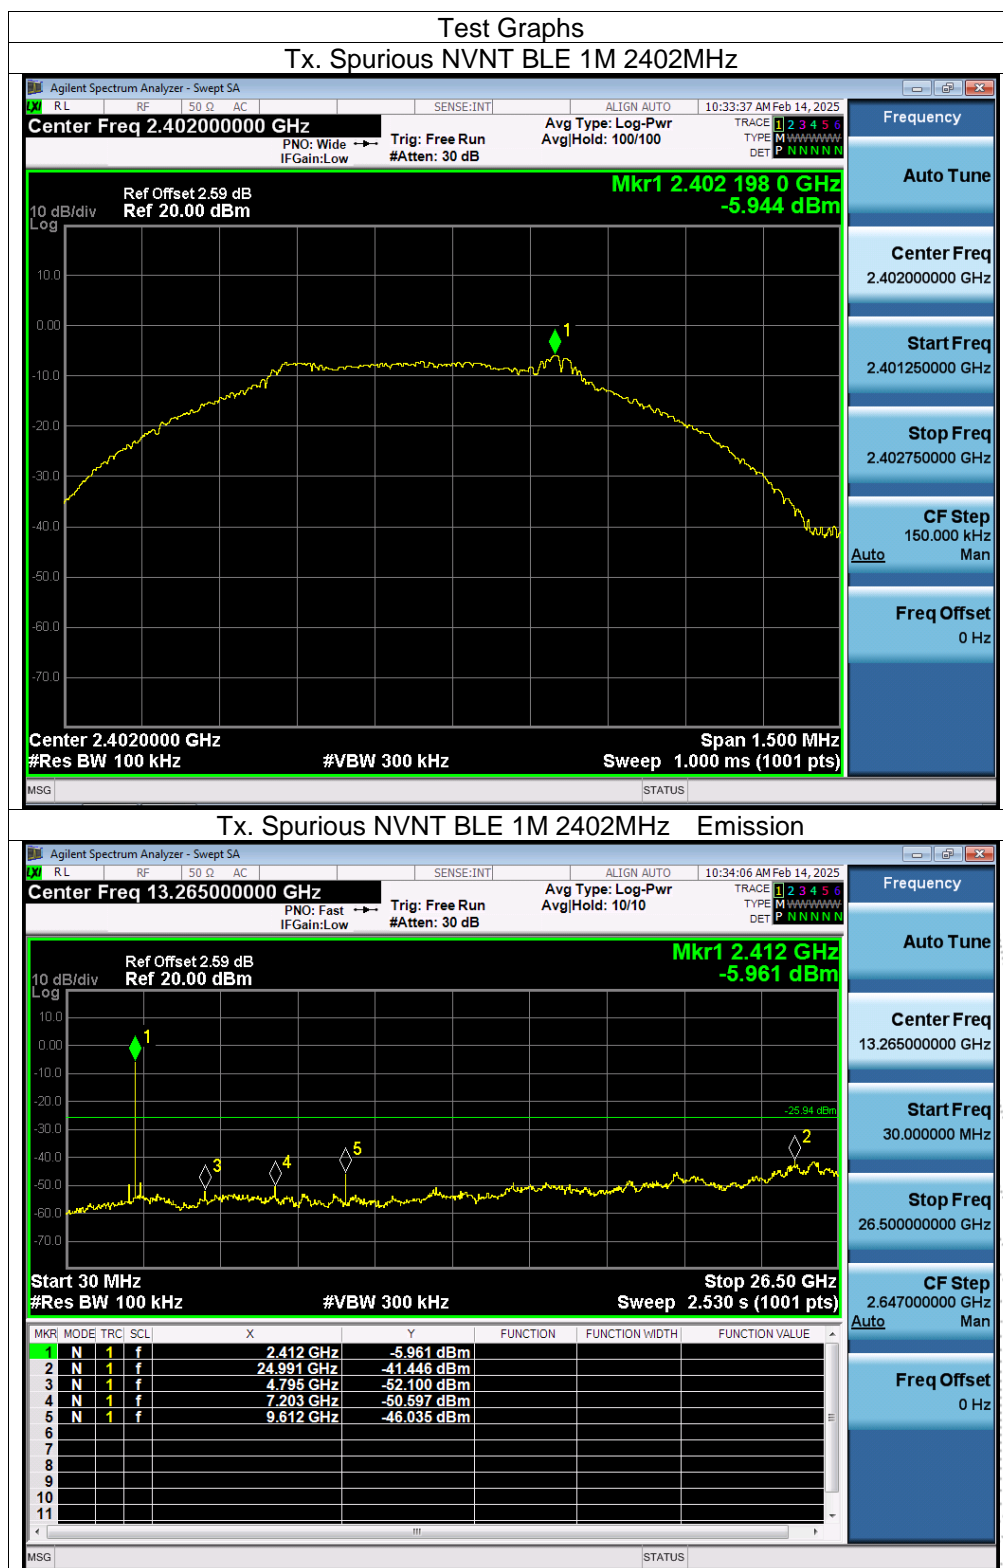 Test Graphs
Tx. Spurious NVNT BLE 1M 2402MHz
Agilent Spectrum Analyzer - Swept SA
LXI RL RF 50 Ω AC SENSE:INT ALIGN AUTO 10:33:37 AM Feb 14, 2025
Center Freq 2.402000000 GHz
PNO: Wide
IFGain:Low
Trig: Free Run
#Atten: 30 dB
Avg Type: Log-Pwr
Avg|Hold: 100/100
TRACE 1 2 3 4 5 6
TYPE M W W W W W
DET P N N N N N
Mkr1 2.402 198 0 GHz
-5.944 dBm
Ref Offset 2.59 dB
10 dB/div Ref 20.00 dBm
Log
10.0
0.00
-10.0
-20.0
-30.0
-40.0
-50.0
-60.0
-70.0
1
Center 2.4020000 GHz Span 1.500 MHz
#Res BW 100 kHz #VBW 300 kHz Sweep 1.000 ms (1001 pts)
MSG STATUS
Frequency
Auto Tune
Center Freq
2.402000000 GHz
Start Freq
2.401250000 GHz
Stop Freq
2.402750000 GHz
CF Step
150.000 kHz
Auto Man
Freq Offset
0 Hz
Tx. Spurious NVNT BLE 1M 2402MHz Emission
Agilent Spectrum Analyzer - Swept SA
LXI RL RF 50 Ω AC SENSE:INT ALIGN AUTO 10:34:06 AM Feb 14, 2025
Center Freq 13.265000000 GHz
PNO: Fast
IFGain:Low
Trig: Free Run
#Atten: 30 dB
Avg Type: Log-Pwr
Avg|Hold: 10/10
TRACE 1 2 3 4 5 6
TYPE M W W W W W
DET P N N N N N
Mkr1 2.412 GHz
-5.961 dBm
Ref Offset 2.59 dB
10 dB/div Ref 20.00 dBm
Log
10.0
0.00
-10.0
-20.0
-30.0
-40.0
-50.0
-60.0
-70.0
1
-25.94 dBm
2
3
4
5
Start 30 MHz Stop 26.50 GHz
#Res BW 100 kHz #VBW 300 kHz Sweep 2.530 s (1001 pts)
MKR MODE TRC SCL X Y FUNCTION FUNCTION WIDTH FUNCTION VALUE
1 N 1 f 2.412 GHz -5.961 dBm
2 N 1 f 24.991 GHz -41.446 dBm
3 N 1 f 4.795 GHz -52.100 dBm
4 N 1 f 7.203 GHz -50.597 dBm
5 N 1 f 9.612 GHz -46.035 dBm
6
7
8
9
10
11
MSG STATUS
Frequency
Auto Tune
Center Freq
13.265000000 GHz
Start Freq
30.000000 MHz
Stop Freq
26.500000000 GHz
CF Step
2.647000000 GHz
Auto Man
Freq Offset
0 Hz